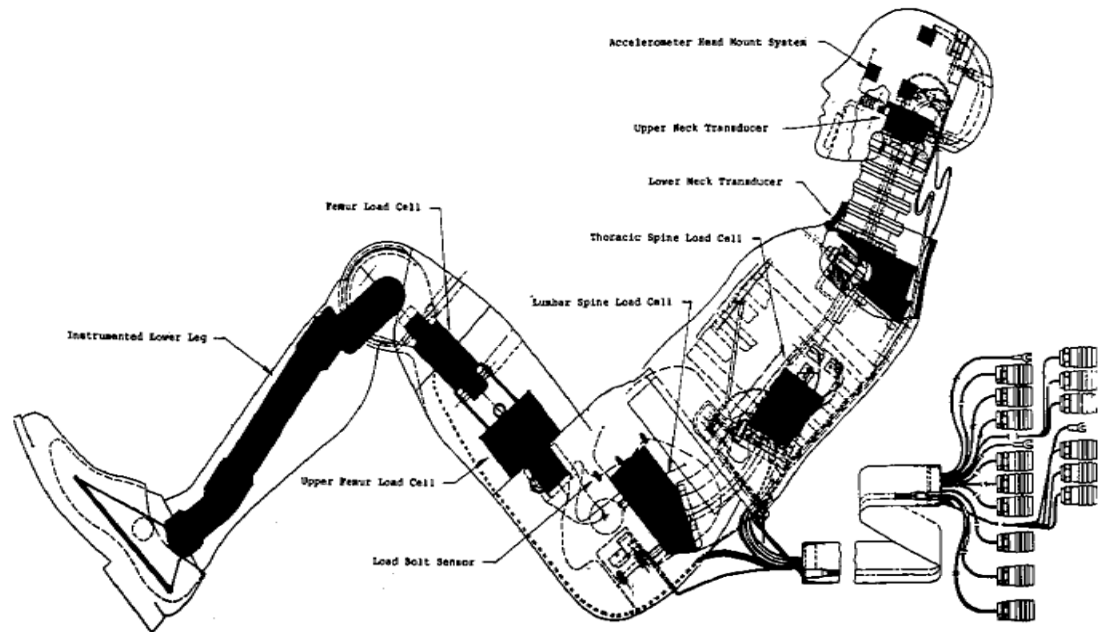 Accelerometer Head Mount System
Upper Neck Transducer
Lower Neck Transducer
Femur Load Cell
Thoracic Spine Load Cell
Lumbar Spine Load Cell
Instrumented Lower Leg
Upper Femur Load Cell
Load Bolt Sensor